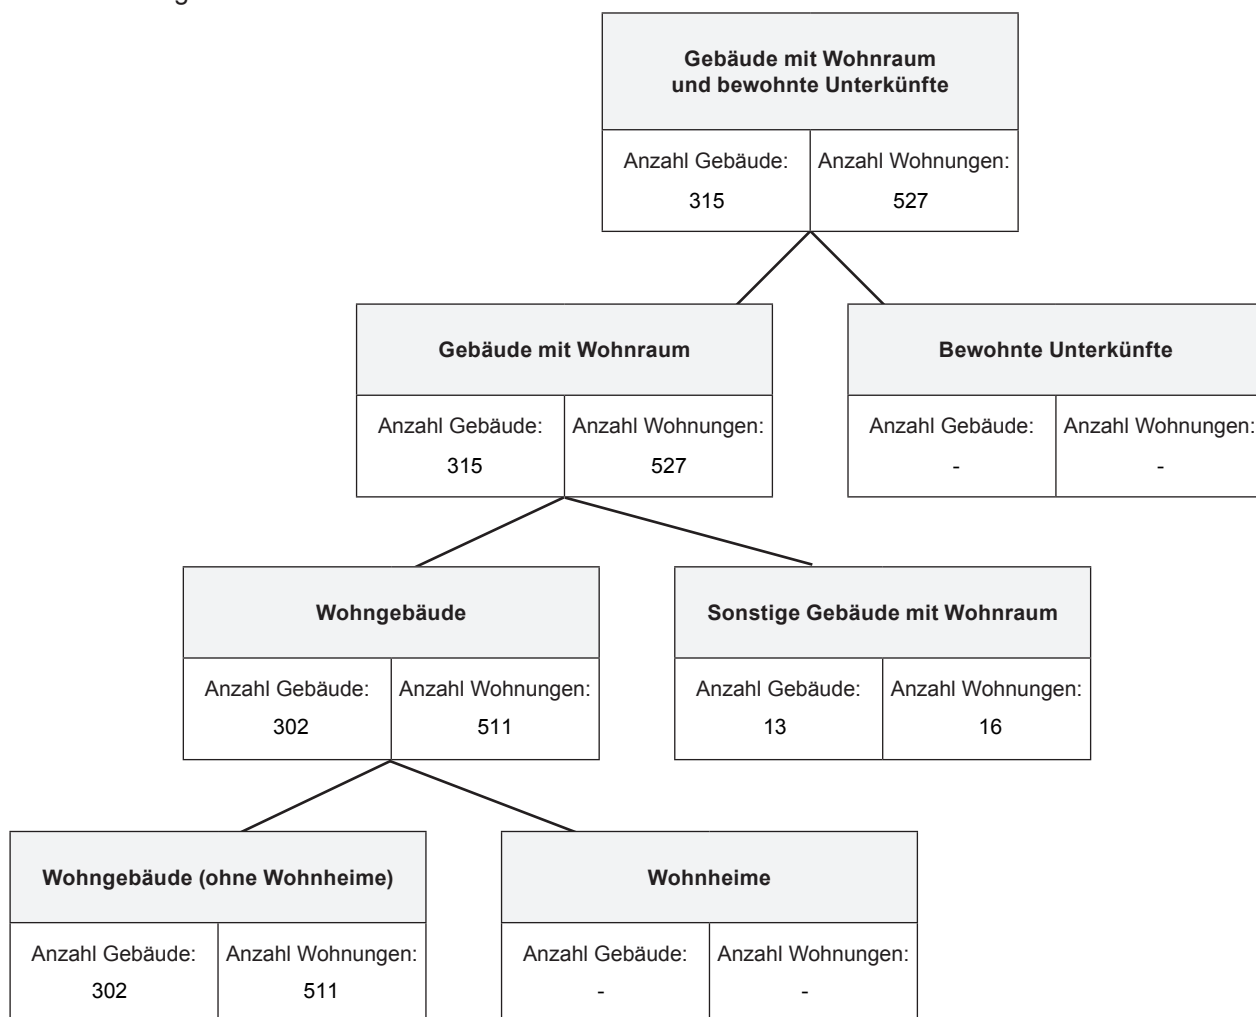 Gebäude mit Wohnraum
und bewohnte Unterkünfte
Anzahl Gebäude: Anzahl Wohnungen:
315 527
Gebäude mit Wohnraum
Anzahl Gebäude: Anzahl Wohnungen:
315 527
Bewohnte Unterkünfte
Anzahl Gebäude: Anzahl Wohnungen:
- -
Wohngebäude
Anzahl Gebäude: Anzahl Wohnungen:
302 511
Sonstige Gebäude mit Wohnraum
Anzahl Gebäude: Anzahl Wohnungen:
13 16
Wohngebäude (ohne Wohnheime)
Anzahl Gebäude: Anzahl Wohnungen:
302 511
Wohnheime
Anzahl Gebäude: Anzahl Wohnungen:
- -